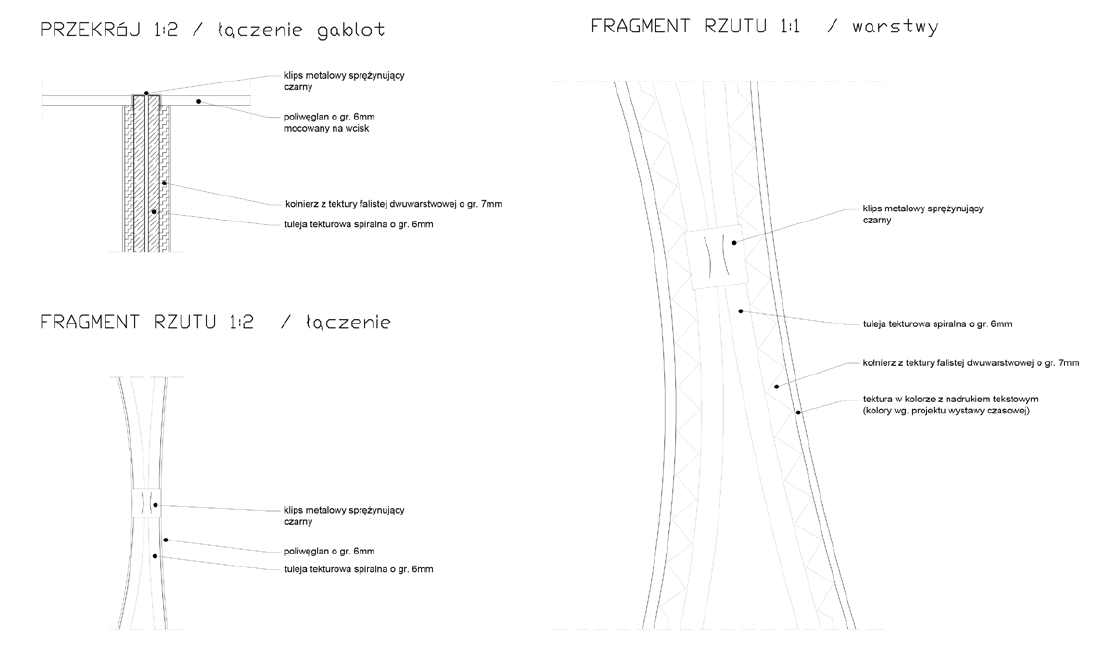 PRZEKRóJ 1:2 / łączenie gablot
klips metalowy sprężynujący
czarny
poliwęglan o gr. 6mm
mocowany na wcisk
kołnierz z tektury falistej dwuwarstwowej o gr. 7mm
tuleja tekturowa spiralna o gr. 6mm
FRAGMENT RZUTU 1:2 / łączenie
klips metalowy sprężynujący
czarny
poliwęglan o gr. 6mm
tuleja tekturowa spiralna o gr. 6mm
FRAGMENT RZUTU 1:1 / warstwy
klips metalowy sprężynujący
czarny
tuleja tekturowa spiralna o gr. 6mm
kołnierz z tektury falistej dwuwarstwowej o gr. 7mm
tektura w kolorze z nadrukiem tekstowym
(kolory wg. projektu wystawy czasowej)